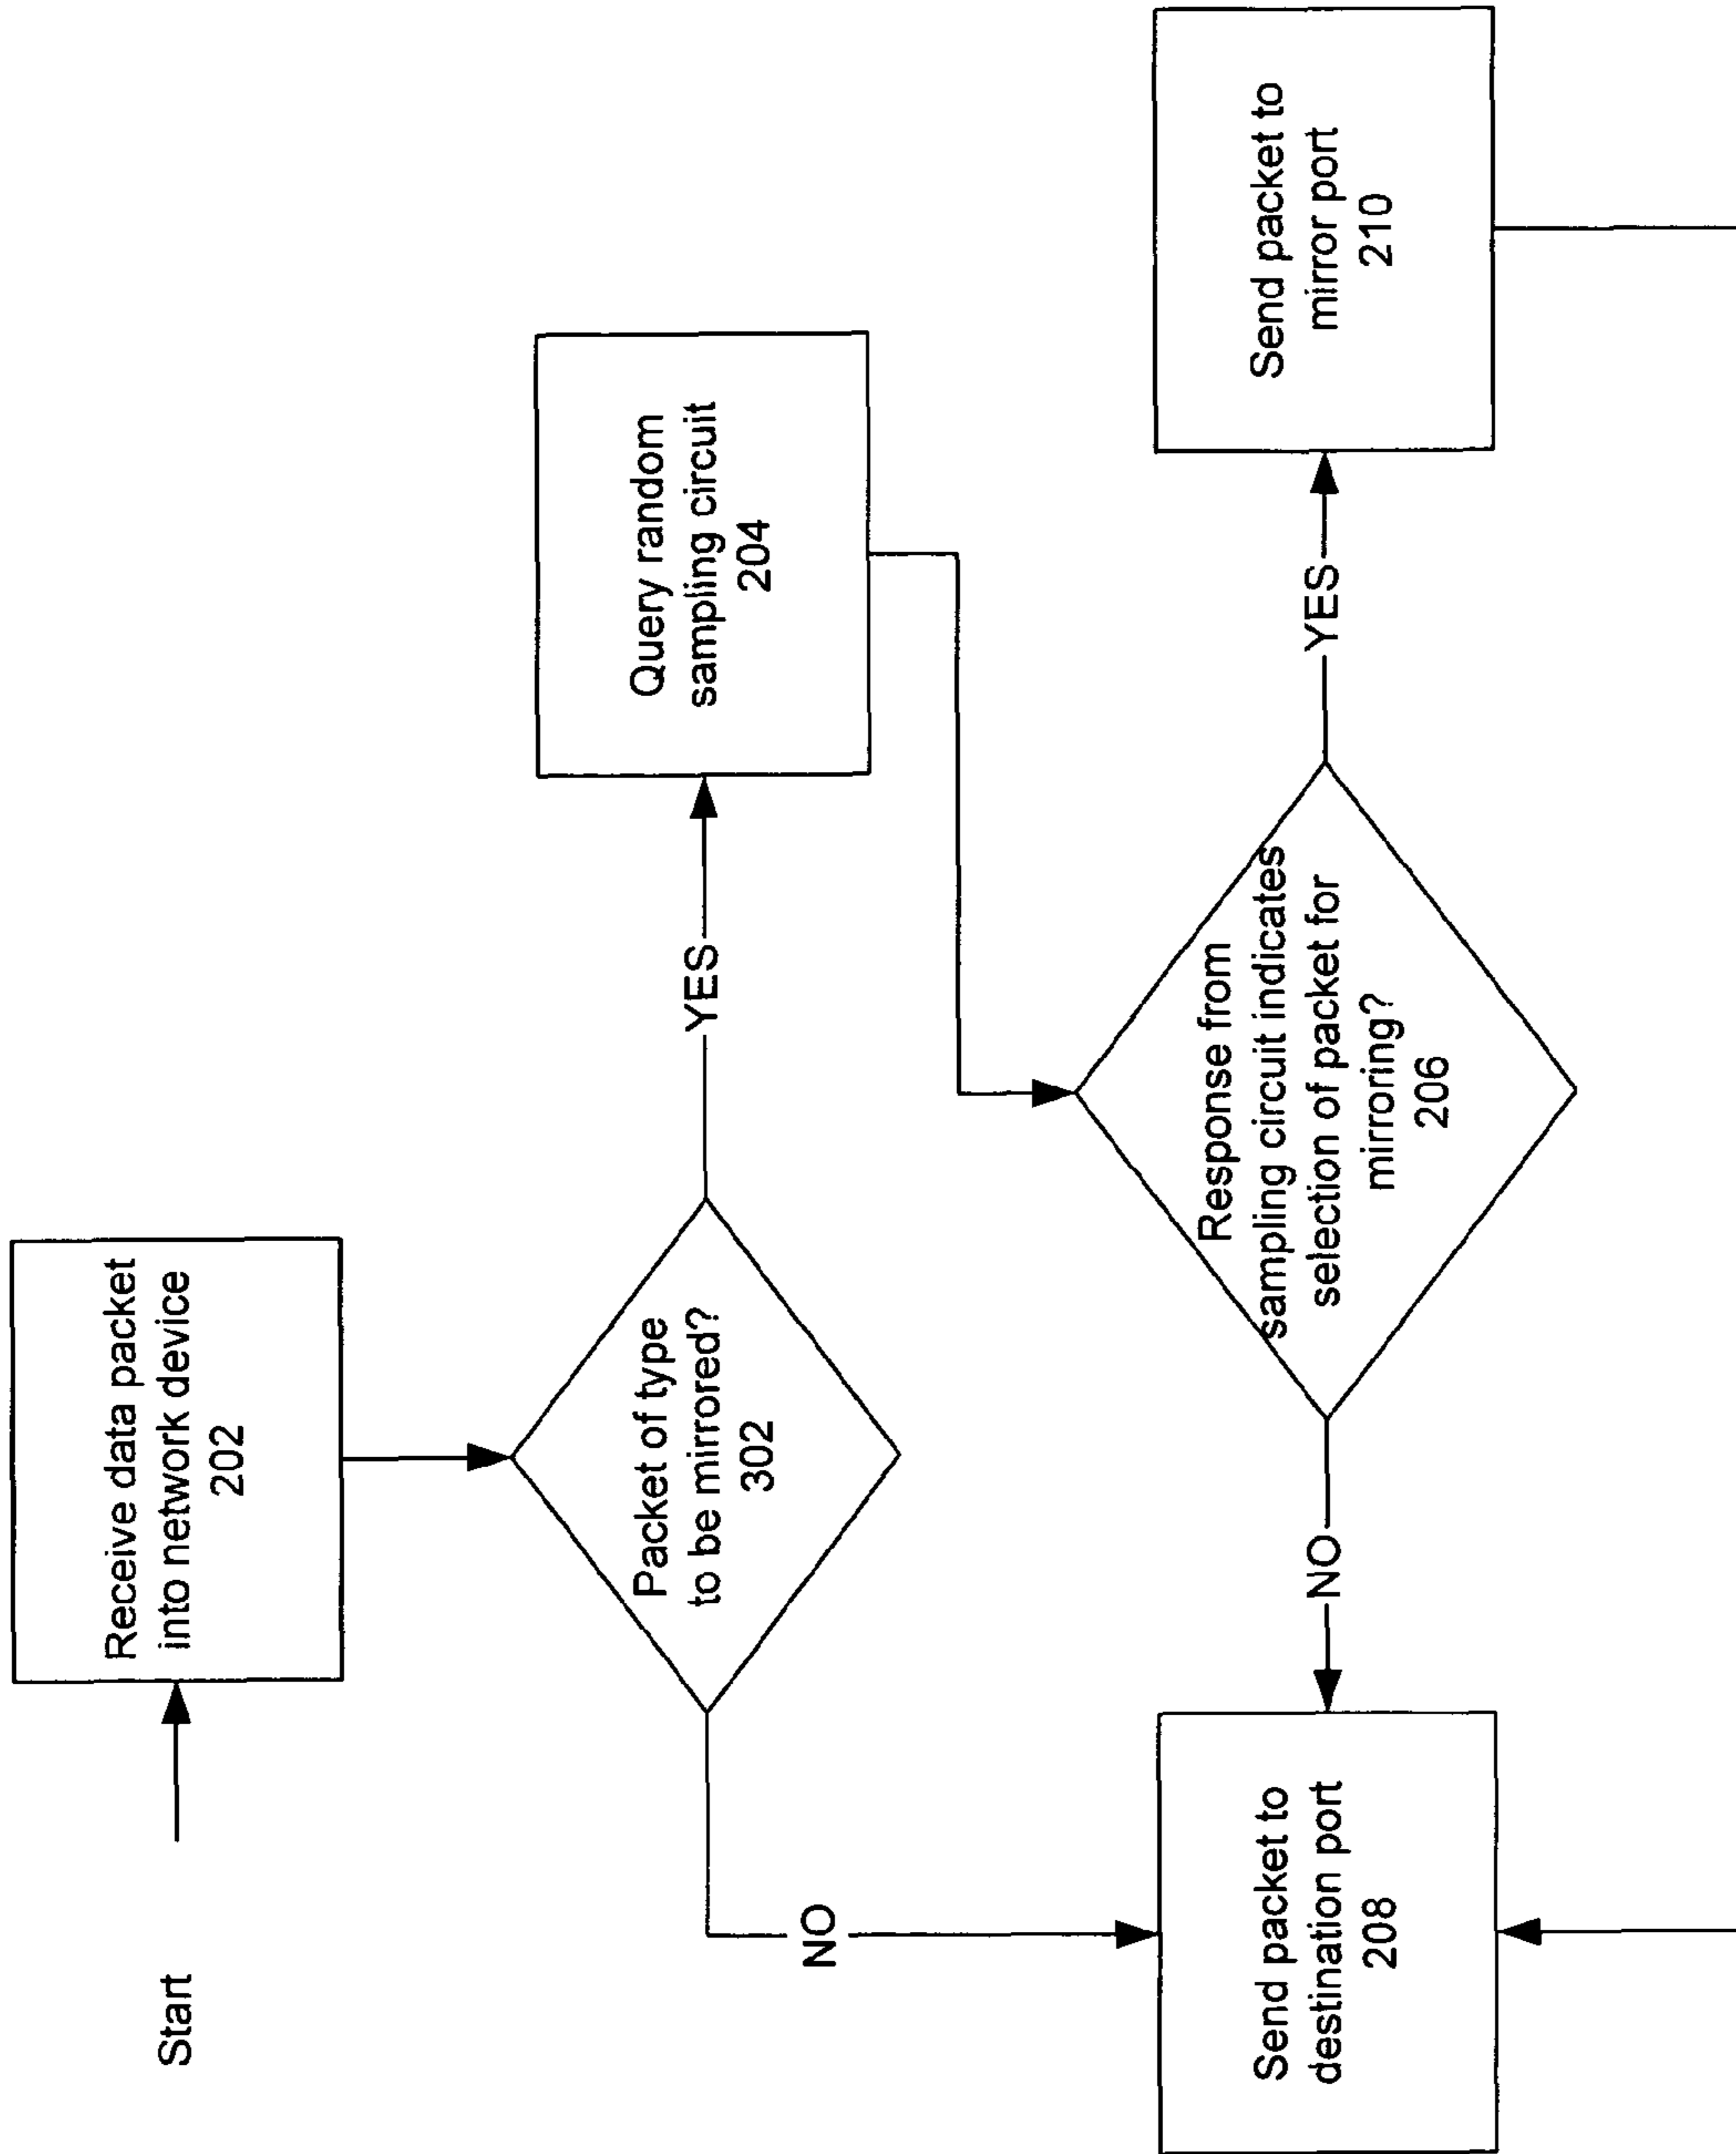 Start
Receive data packet
into network device
202
Packet of type
to be mirrored?
302
YES
Query random
sampling circuit
204
NO
Response from
sampling circuit indicates
selection of packet for
mirroring?
206
NO
YES
Send packet to
destination port
208
Send packet to
mirror port
210